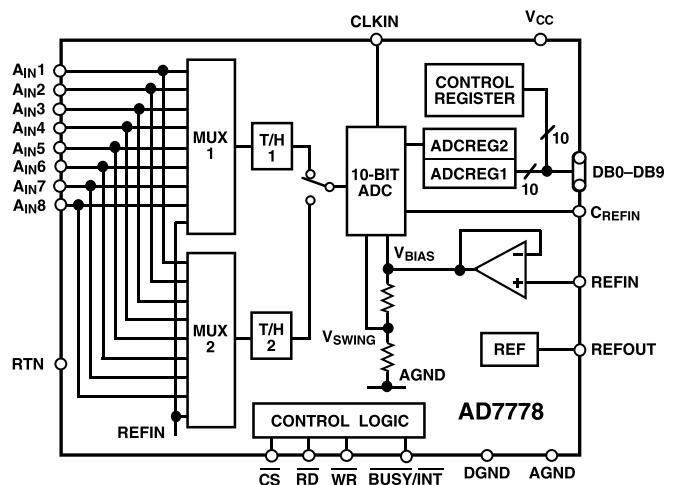 CLKIN
VCC
AIN1
AIN2
AIN3
AIN4
AIN5
AIN6
AIN7
AIN8
MUX
1
T/H
1
10-BIT
ADC
CONTROL
REGISTER
10
ADCREG2
ADCREG1
10
DB0–DB9
CREFIN
VBIAS
REFIN
MUX
2
T/H
2
VSWING
REF
REFOUT
RTN
AGND
REFIN
CONTROL LOGIC
AD7778
CS
RD
WR
BUSY/INT
DGND
AGND